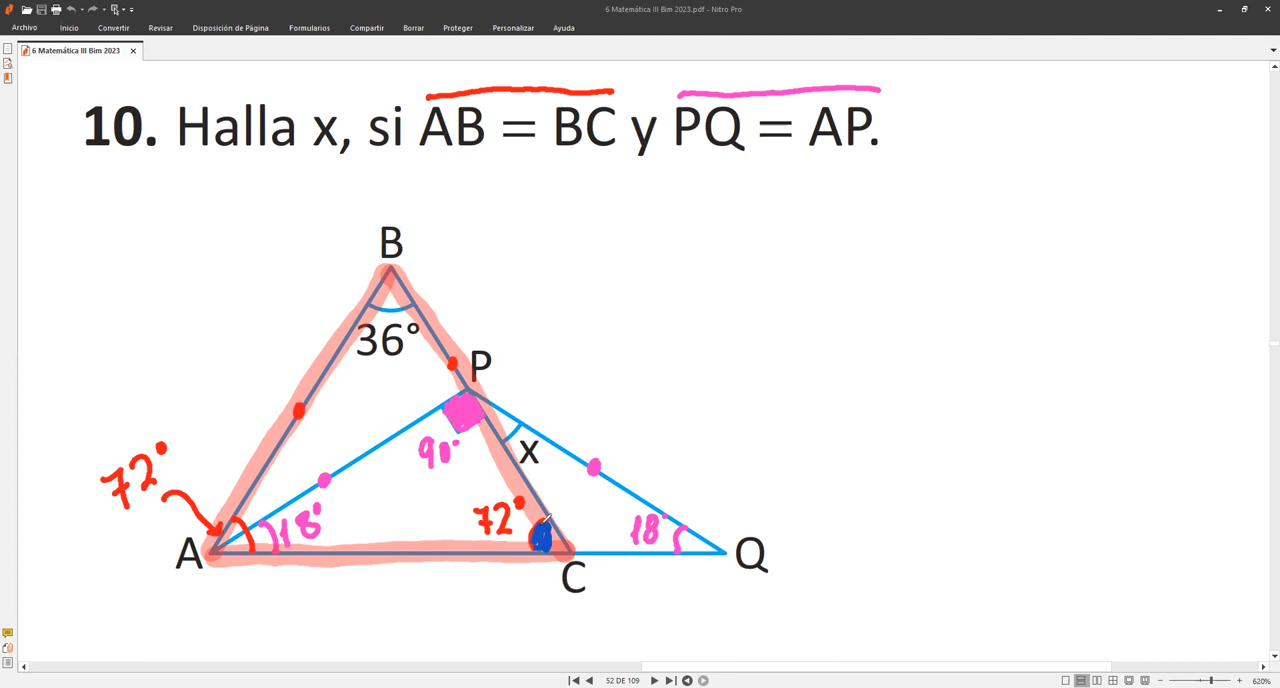 6 Matemática III Bim 2023.pdf - Nitro Pro
Archivo Inicio Convertir Revisar Disposición de Página Formularios Compartir Borrar Proteger Personalizar Ayuda
6 Matemática III Bim 2023
10. Halla x, si AB = BC y PQ = AP.
B
36°
P
90°
x
72°
18°
72°
18°
A
C
Q
52 DE 109
620%